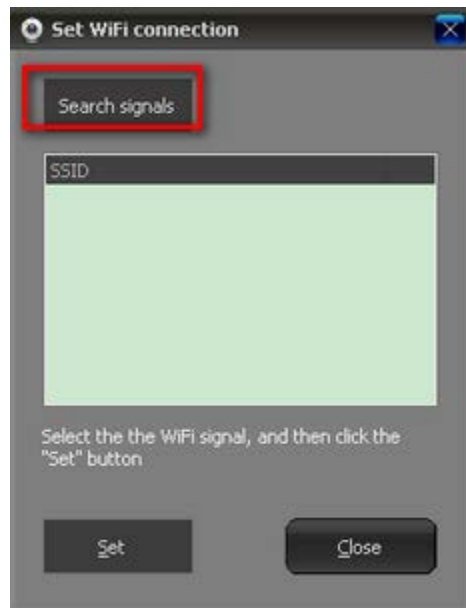 Set WiFi connection
Search signals
SSID
Select the the WiFi signal, and then click the
"Set" button
Set
Close